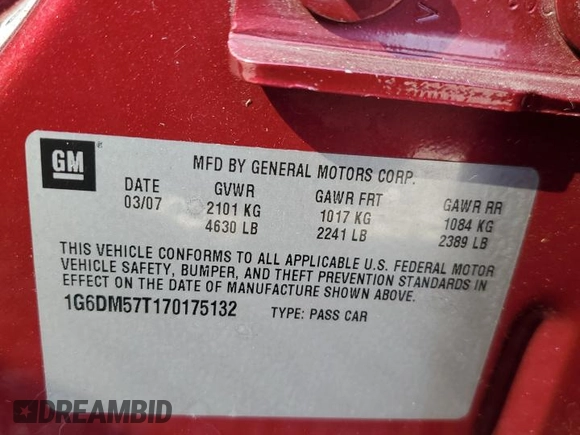 GM
MFD BY GENERAL MOTORS CORP.
DATE GVWR GAWR FRT GAWR RR
03/07 2101 KG 1017 KG 1084 KG
4630 LB 2241 LB 2389 LB
THIS VEHICLE CONFORMS TO ALL APPLICABLE U.S. FEDERAL MOTOR
VEHICLE SAFETY, BUMPER, AND THEFT PREVENTION STANDARDS IN
EFFECT ON THE DATE OF MANUFACTURE SHOWN ABOVE.
1G6DM57T170175132 TYPE: PASS CAR
DREAMBID